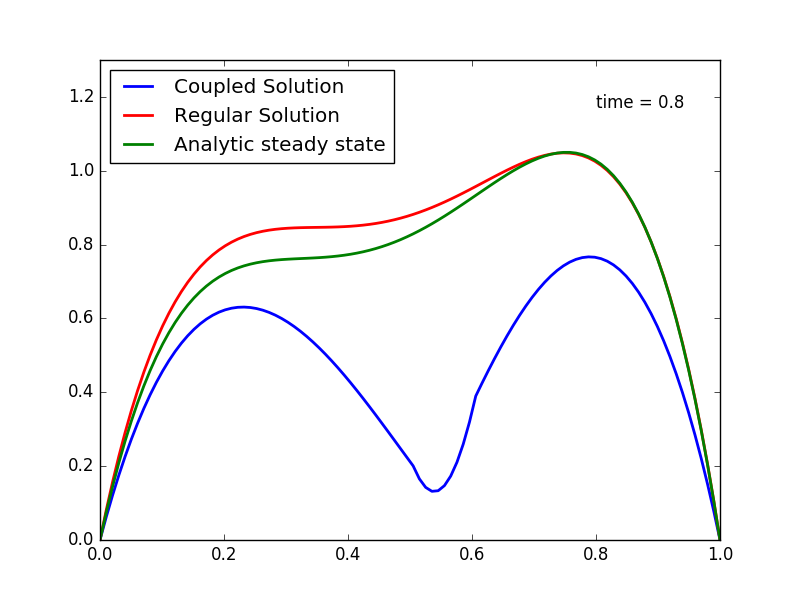 Coupled Solution
Regular Solution
Analytic steady state
time = 0.8
1.2
1.0
0.8
0.6
0.4
0.2
0.0
0.0 0.2 0.4 0.6 0.8 1.0